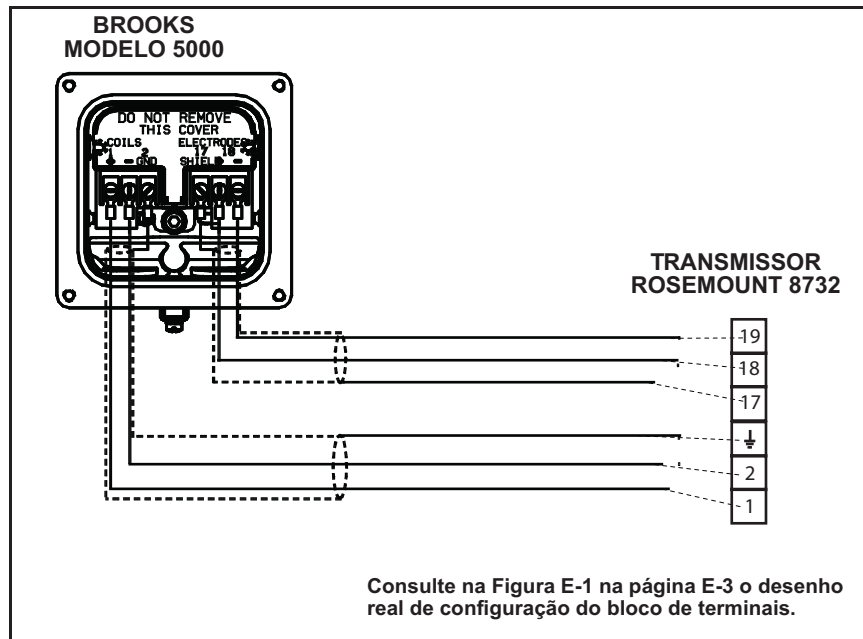 BROOKS
MODELO 5000
DO NOT REMOVE
THIS COVER
COILS ELECTRODES
1 2 17 18
+ - GND SHIELD -
TRANSMISSOR
ROSEMOUNT 8732
19
18
17
2
1
Consulte na Figura E-1 na página E-3 o desenho
real de configuração do bloco de terminais.